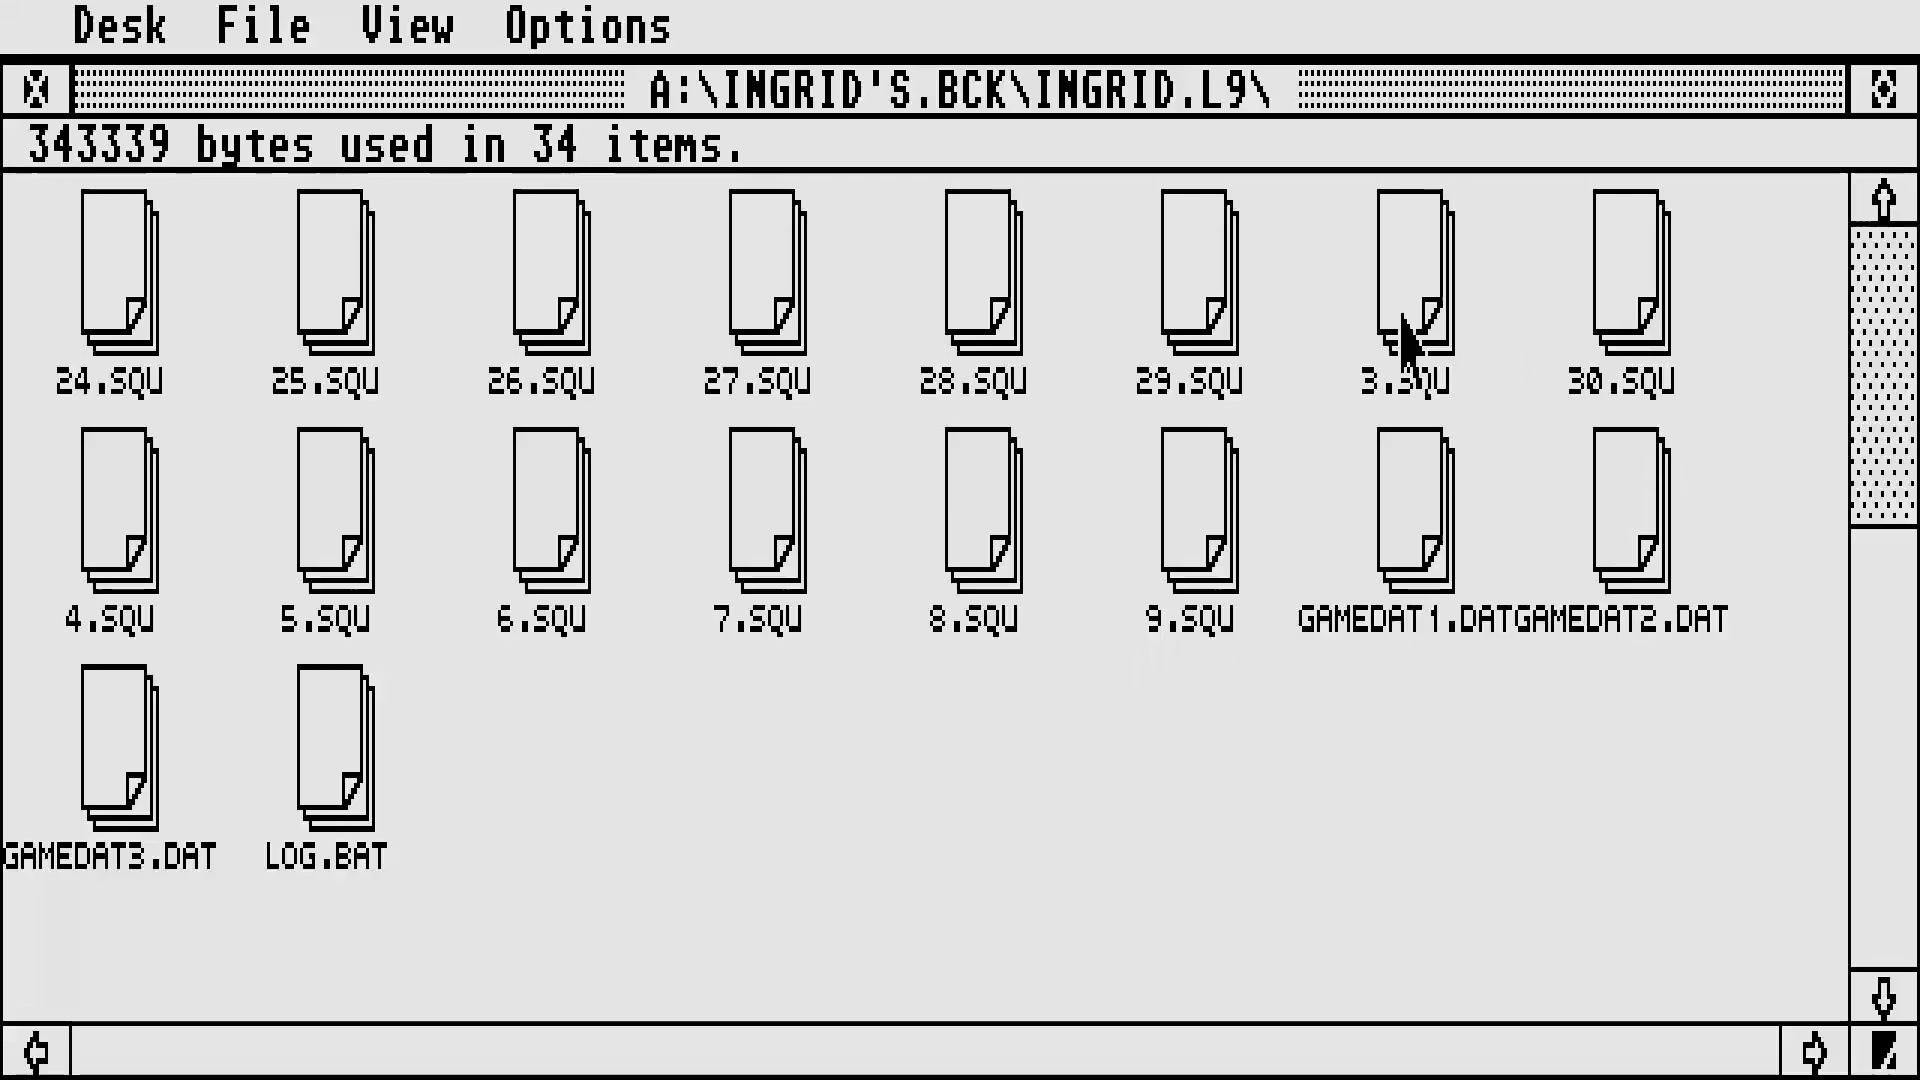 Desk File View Options
A:\INGRID'S.BCK\INGRID.L9\
343339 bytes used in 34 items.
24.SQU 25.SQU 26.SQU 27.SQU 28.SQU 29.SQU 3.SQU 30.SQU
4.SQU 5.SQU 6.SQU 7.SQU 8.SQU 9.SQU GAMEDAT1.DAT GAMEDAT2.DAT
GAMEDAT3.DAT LOG.BAT